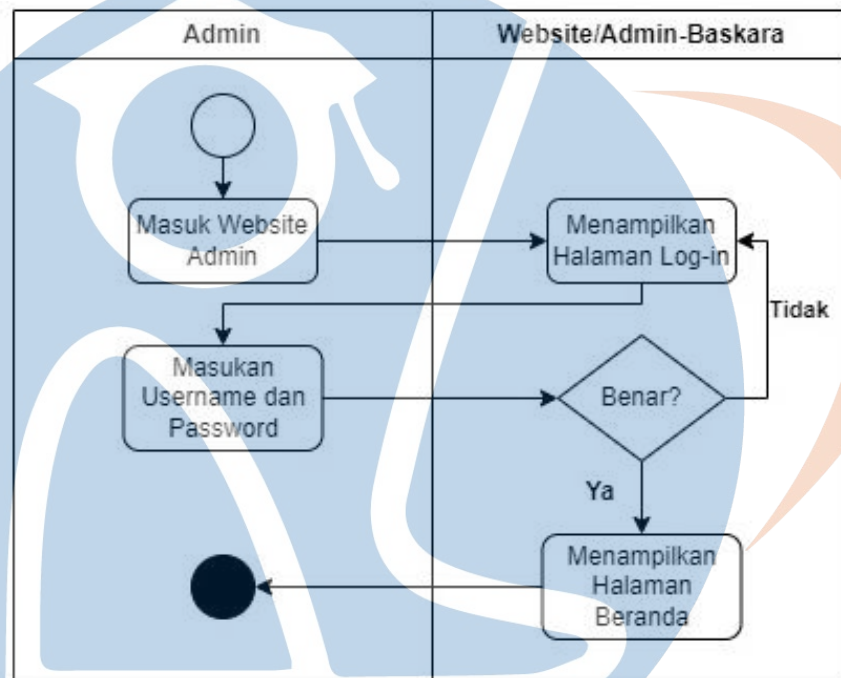 Admin
Website/Admin-Baskara
Masuk Website
Admin
Menampilkan
Halaman Log-in
Tidak
Masukan
Username dan
Password
Benar?
Ya
Menampilkan
Halaman
Beranda